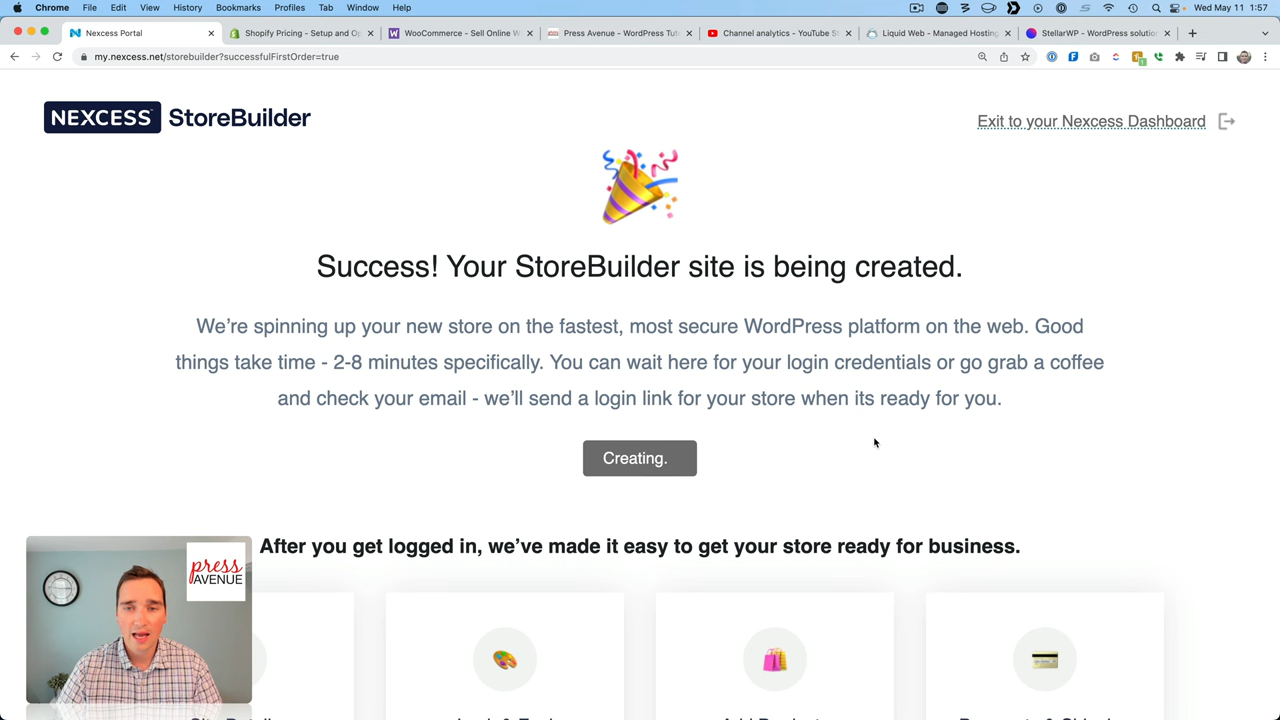 Chrome File Edit View History Bookmarks Profiles Tab Window Help
Wed May 11 1:57
Nexcess Portal
Shopify Pricing - Setup and Op
WooCommerce - Sell Online W
Press Avenue - WordPress Tut
Channel analytics - YouTube S
Liquid Web - Managed Hosting
StellarWP - WordPress solution
my.nexcess.net/storebuilder?successfulFirstOrder=true
NEXCESS StoreBuilder
Exit to your Nexcess Dashboard
Success! Your StoreBuilder site is being created.
We're spinning up your new store on the fastest, most secure WordPress platform on the web. Good
things take time - 2-8 minutes specifically. You can wait here for your login credentials or go grab a coffee
and check your email - we'll send a login link for your store when its ready for you.
Creating.
After you get logged in, we've made it easy to get your store ready for business.
press
AVENUE